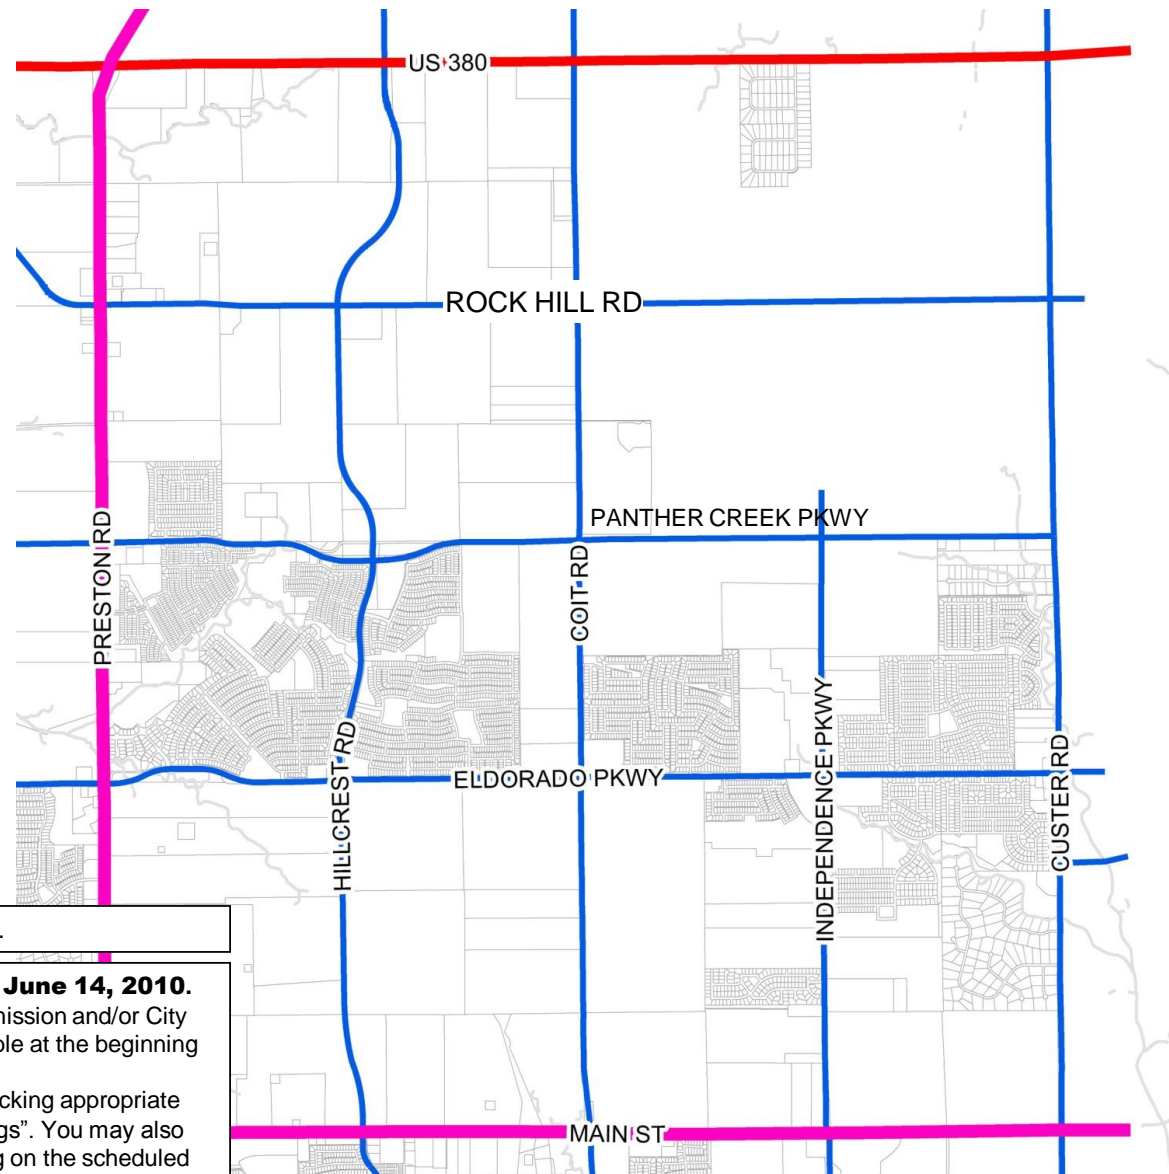 US 380
ROCK HILL RD
PANTHER CREEK PKWY
PRESTON RD
COIT RD
HILLCREST RD
ELDORADO PKWY
INDEPENDENCE PKWY
CUSTER RD
June 14, 2010.
mission and/or City
ble at the beginning
cking appropriate
gs”. You may also
g on the scheduled
MAIN ST